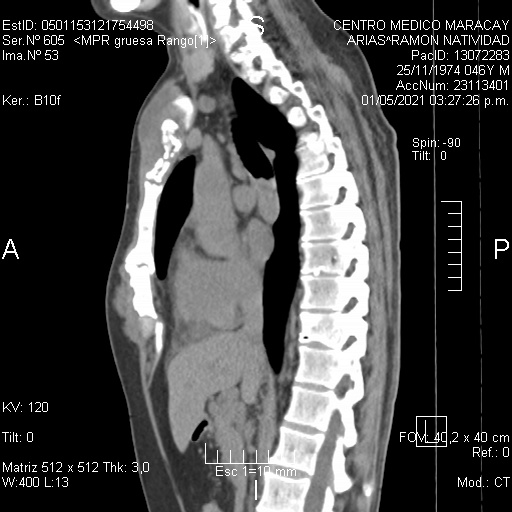 EstID: 0501153121754498
Ser.Nº 605 <MPR gruesa Rango[1]>
Ima.Nº 53
Ker.: B10f
S
CENTRO MEDICO MARACAY
ARIAS^RAMON NATIVIDAD
PacID: 13072283
25/11/1974 046Y M
AccNum: 23113401
01/05/2021 03:27:26 p.m.
Spin: -90
Tilt: 0
A
P
KV: 120
Tilt: 0
Matriz 512 x 512 Thk: 3,0
W:400 L:13
Esc 1=10 mm
I
FOM: 40,2 x 40 cm
Ref.: 0
Mod.: CT